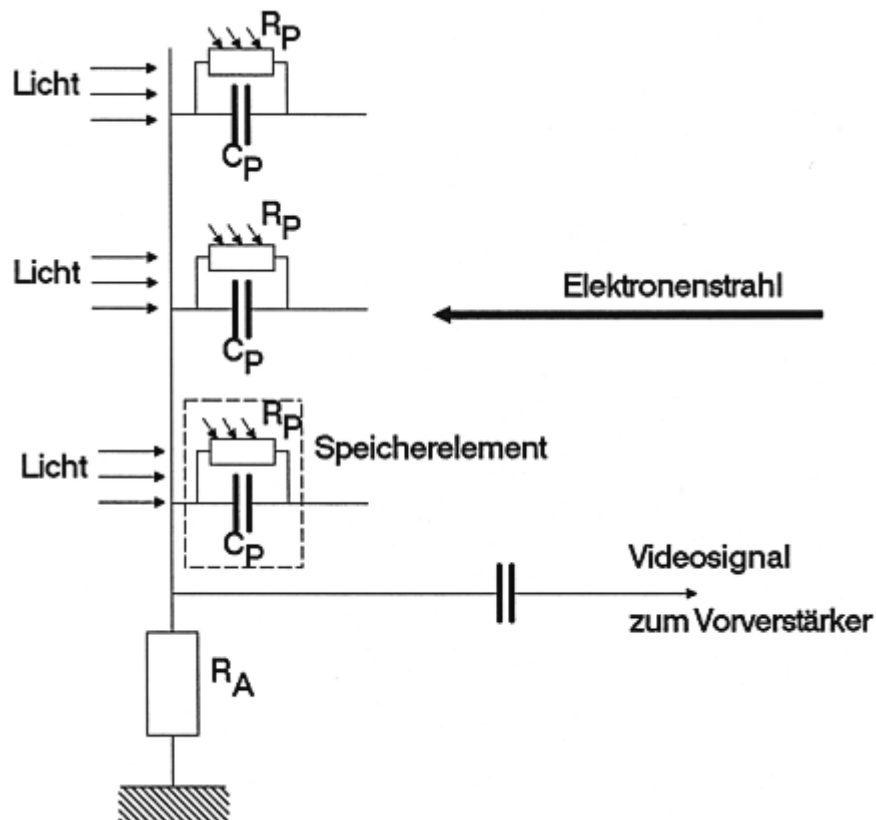 R_P
Licht
C_P
R_P
Licht
Elektronenstrahl
C_P
R_P
Speicherelement
Licht
C_P
Videosignal
zum Vorverstärker
R_A